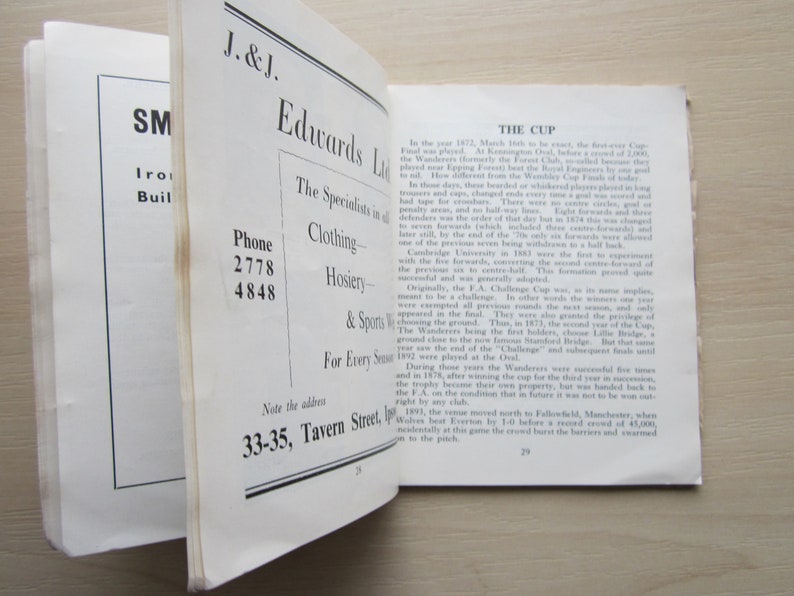 SM
Iron
Buil
J. & J.
Edwards Ltd
The Specialists in all
Clothing—
Hosiery—
& Sports W
For Every Season
Phone
2778
4848
Note the address
33-35, Tavern Street, Ips
28
THE CUP
In the year 1872, March 16th to be exact, the first-ever Cup-
Final was played. At Kennington Oval, before a crowd of 2,000,
the Wanderers (formerly the Forest Club, so-called because they
played near Epping Forest) beat the Royal Engineers by one goal
to nil. How different from the Wembley Cup Finals of today.
In those days, these bearded or whiskered players played in long
trousers and caps, changed ends every time a goal was scored and
had tape for crossbars. There were no centre circles, goal or
penalty areas, and no half-way lines. Eight forwards and three
defenders was the order of that day but in 1874 this was changed
to seven forwards (which included three centre-forwards) and
later still, by the end of the '70s only six forwards were allowed
one of the previous seven being withdrawn to a half back.
Cambridge University in 1883 were the first to experiment
with the five forwards, converting the second centre-forward of
the previous six to centre-half. This formation proved quite
successful and was generally adopted.
Originally, the F.A. Challenge Cup was, as its name implies,
meant to be a challenge. In other words the winners one year
were exempted all previous rounds the next season, and only
appeared in the final. They were also granted the privilege of
choosing the ground. Thus, in 1873, the second year of the Cup,
The Wanderers being the first holders, choose Lillie Bridge, a
ground close to the now famous Stamford Bridge. But that same
year saw the end of the "Challenge" and subsequent finals until
1892 were played at the Oval.
During those years the Wanderers were successful five times
and in 1878, after winning the cup for the third year in succession,
the trophy became their own property, but was handed back to
the F.A. on the condition that in future it was not to be won out-
right by any club.
1893, the venue moved north to Fallowfield, Manchester, when
Wolves beat Everton by 1-0 before a record crowd of 45,000,
incidentally at this game the crowd burst the barriers and swarmed
on to the pitch.
29